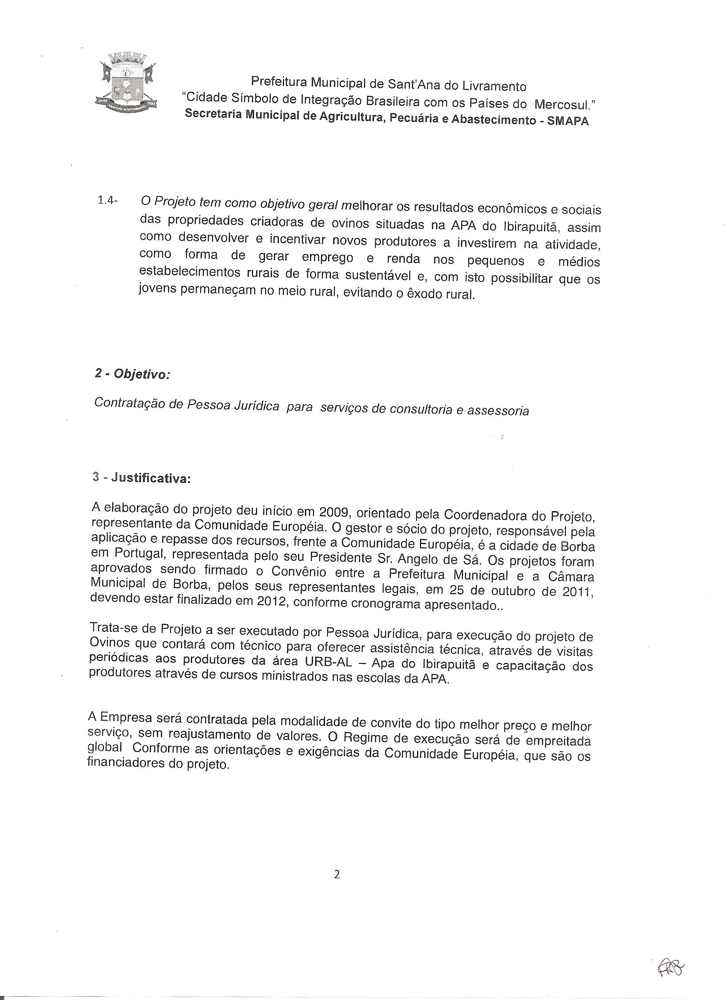 Prefeitura Municipal de Sant'Ana do Livramento
“Cidade Símbolo de Integração Brasileira com os Países do Mercosul.”
Secretaria Municipal de Agricultura, Pecuária e Abastecimento - SMAPA
1.4- O Projeto tem como objetivo geral melhorar os resultados econômicos e sociais
das propriedades criadoras de ovinos situadas na APA do Ibirapuitã, assim
como desenvolver e incentivar novos produtores a investirem na atividade,
como forma de gerar emprego e renda nos pequenos e médios
estabelecimentos rurais de forma sustentável e, com isto possibilitar que os
jovens permaneçam no meio rural, evitando o êxodo rural.
2 - Objetivo:
Contratação de Pessoa Jurídica para serviços de consultoria e assessoria
3 - Justificativa:
A elaboração do projeto deu início em 2009, orientado pela Coordenadora do Projeto,
representante da Comunidade Européia. O gestor e sócio do projeto, responsável pela
aplicação e repasse dos recursos, frente a Comunidade Européia, é a cidade de Borba
em Portugal, representada pelo seu Presidente Sr. Angelo de Sá. Os projetos foram
aprovados sendo firmado o Convênio entre a Prefeitura Municipal e a Câmara
Municipal de Borba, pelos seus representantes legais, em 25 de outubro de 2011,
devendo estar finalizado em 2012, conforme cronograma apresentado..
Trata-se de Projeto a ser executado por Pessoa Jurídica, para execução do projeto de
Ovinos que contará com técnico para oferecer assistência técnica, através de visitas
periódicas aos produtores da área URB-AL – Apa do Ibirapuitã e capacitação dos
produtores através de cursos ministrados nas escolas da APA.
A Empresa será contratada pela modalidade de convite do tipo melhor preço e melhor
serviço, sem reajustamento de valores. O Regime de execução será de empreitada
global Conforme as orientações e exigências da Comunidade Européia, que são os
financiadores do projeto.
2